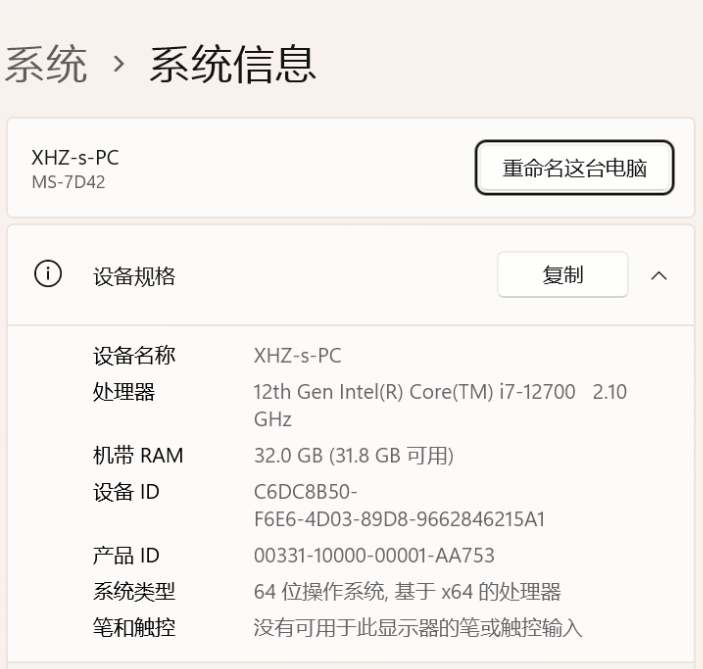 系统 › 系统信息
XHZ-s-PC
MS-7D42
重命名这台电脑
设备规格
复制
设备名称 XHZ-s-PC
处理器 12th Gen Intel(R) Core(TM) i7-12700 2.10
GHz
机带 RAM 32.0 GB (31.8 GB 可用)
设备 ID C6DC8B50-
F6E6-4D03-89D8-9662846215A1
产品 ID 00331-10000-00001-AA753
系统类型 64 位操作系统, 基于 x64 的处理器
笔和触控 没有可用于此显示器的笔或触控输入